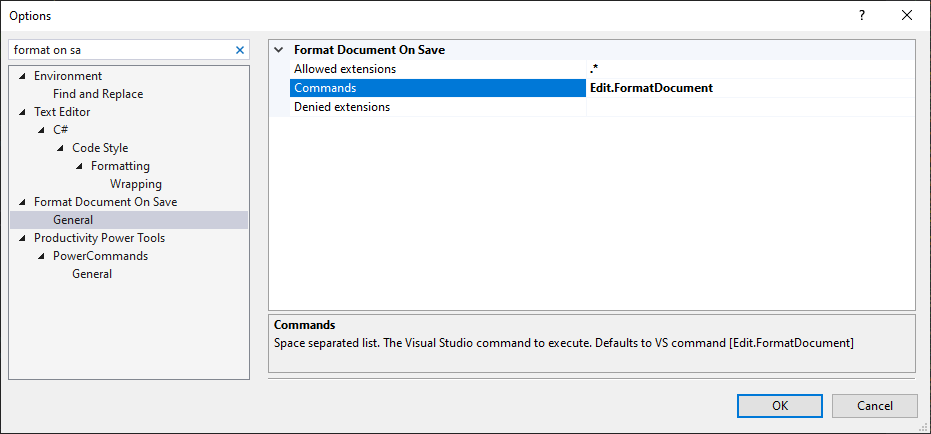 Options
format on sa
Environment
Find and Replace
Text Editor
C#
Code Style
Formatting
Wrapping
Format Document On Save
General
Productivity Power Tools
PowerCommands
General
Format Document On Save
Allowed extensions .*
Commands Edit.FormatDocument
Denied extensions
Commands
Space separated list. The Visual Studio command to execute. Defaults to VS command [Edit.FormatDocument]
OK Cancel